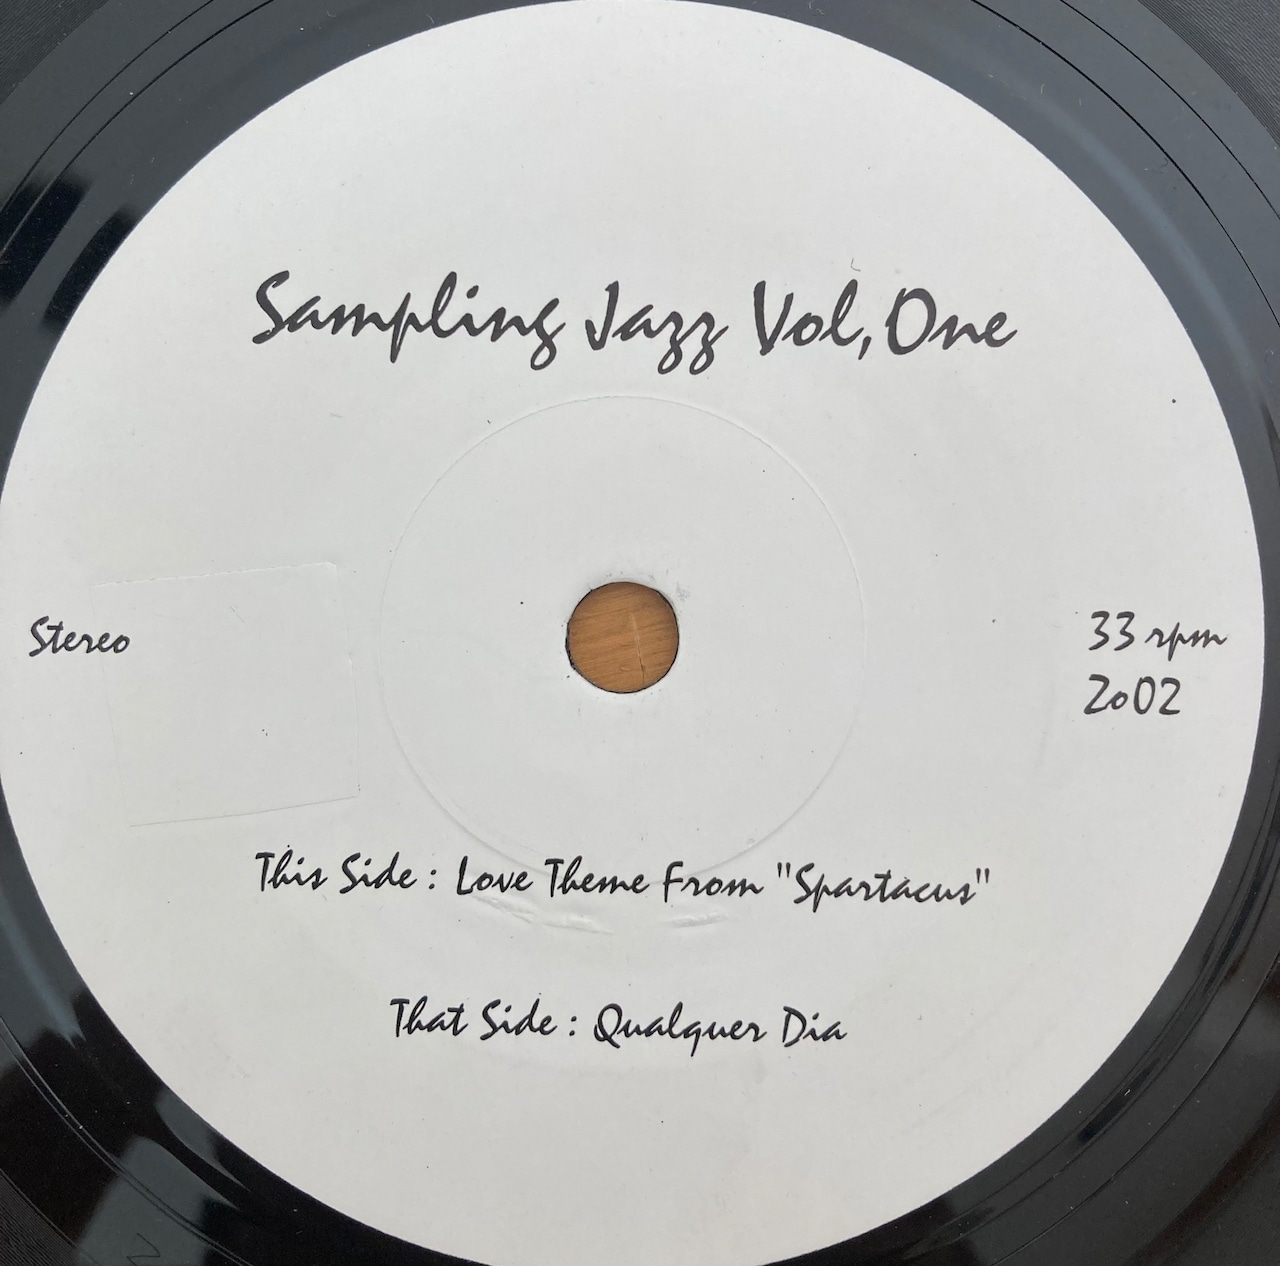 Sampling Jazz Vol, One
Stereo
33 rpm
2002
This Side : Love Theme From "Spartacus"
That Side : Qualquer Dia